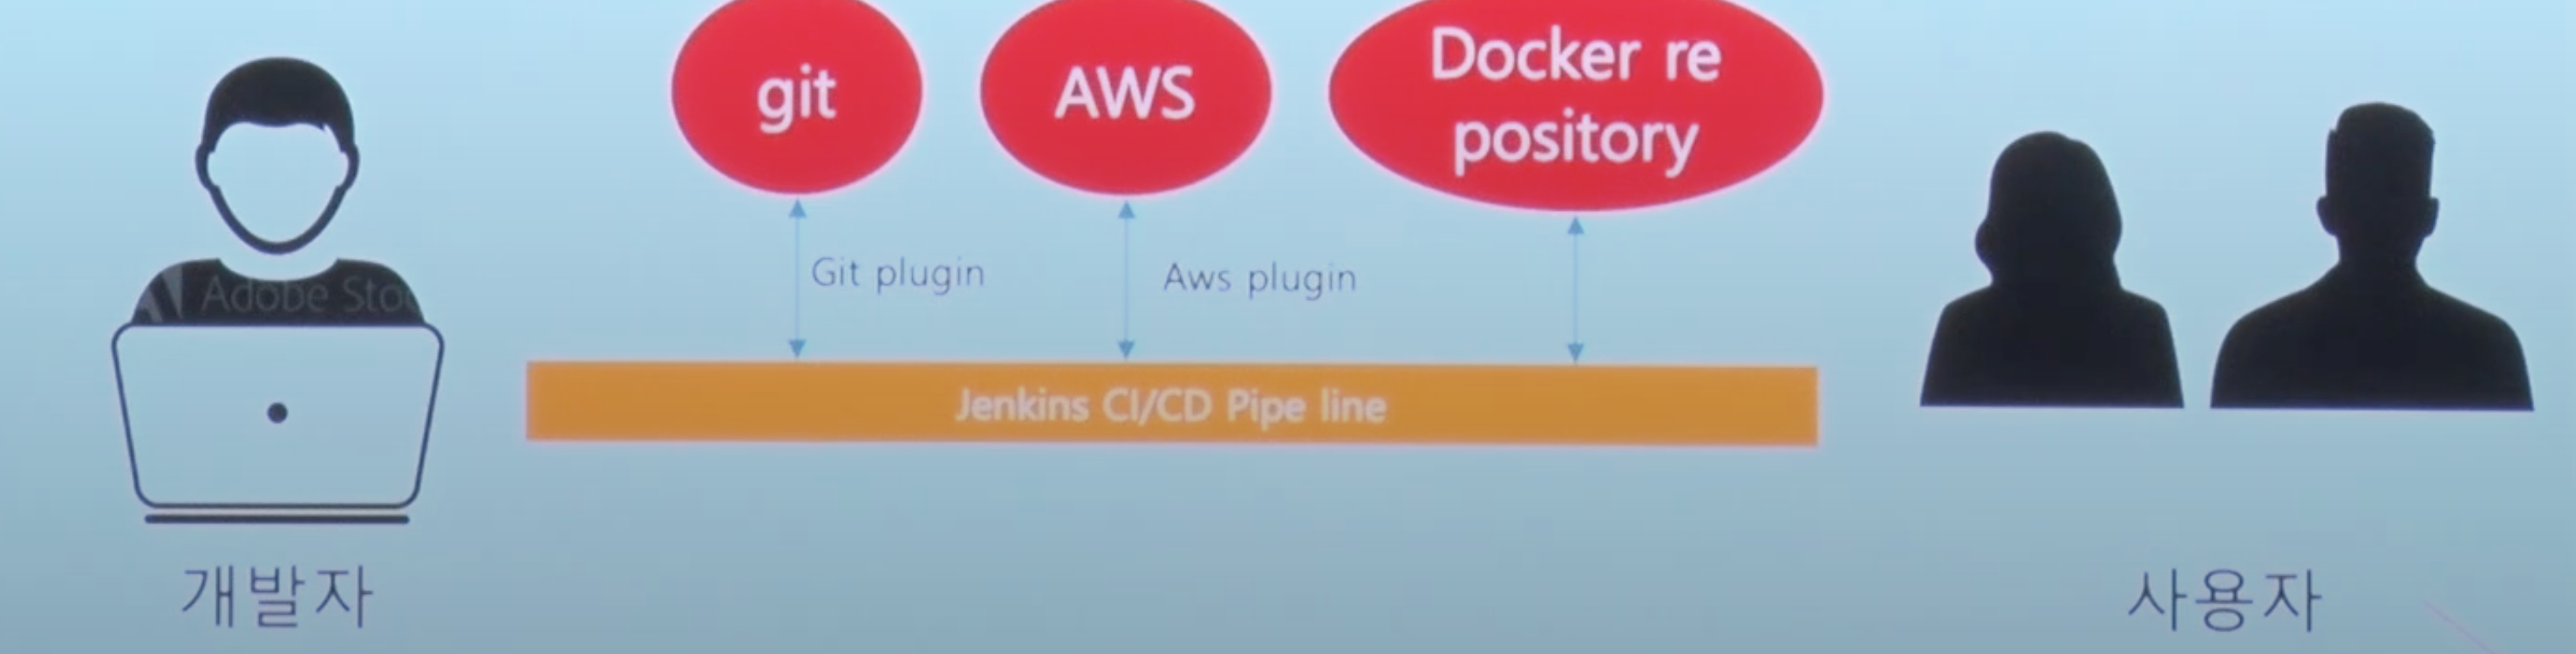 git
AWS
Docker re
pository
Git plugin
Aws plugin
Adobe Sto
Jenkins CI/CD Pipe line
개발자
사용자